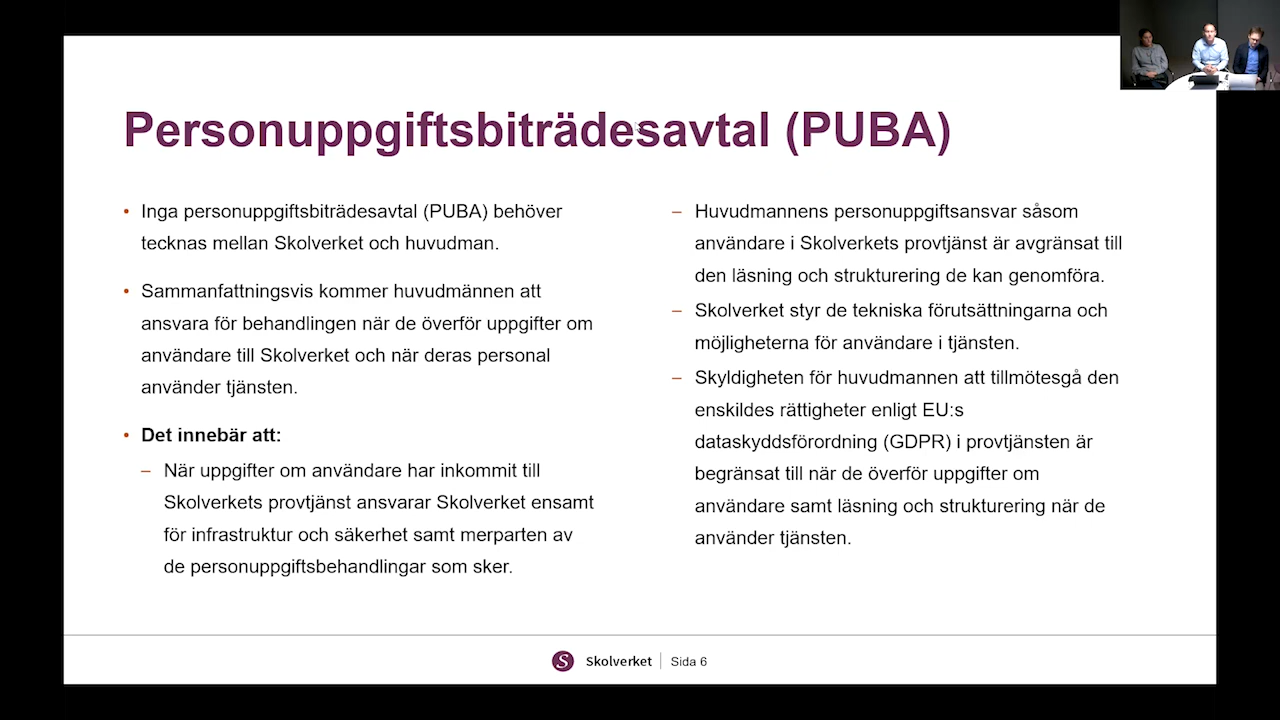 Personuppgiftsbiträdesavtal (PUBA)
Inga personuppgiftsbiträdesavtal (PUBA) behöver
tecknas mellan Skolverket och huvudman.
Sammanfattningsvis kommer huvudmännen att
ansvara för behandlingen när de överför uppgifter om
användare till Skolverket och när deras personal
använder tjänsten.
Det innebär att:
När uppgifter om användare har inkommit till
Skolverkets provtjänst ansvarar Skolverket ensamt
för infrastruktur och säkerhet samt merparten av
de personuppgiftsbehandlingar som sker.
Huvudmannens personuppgiftsansvar såsom
användare i Skolverkets provtjänst är avgränsat till
den läsning och strukturering de kan genomföra.
Skolverket styr de tekniska förutsättningarna och
möjligheterna för användare i tjänsten.
Skyldigheten för huvudmannen att tillmötesgå den
enskildes rättigheter enligt EU:s
dataskyddsförordning (GDPR) i provtjänsten är
begränsat till när de överför uppgifter om
användare samt läsning och strukturering när de
använder tjänsten.
S Skolverket Sida 6